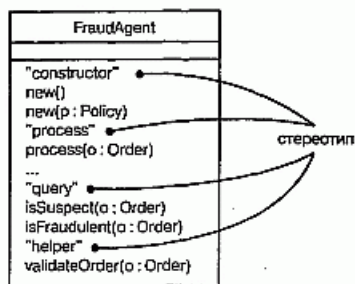 FraudAgent
"constructor"
new()
new(p : Policy)
"process"
process(o : Order)
...
"query"
isSuspect(o : Order)
isFraudulent(o : Order)
"helper"
validateOrder(o : Order)
стереотип